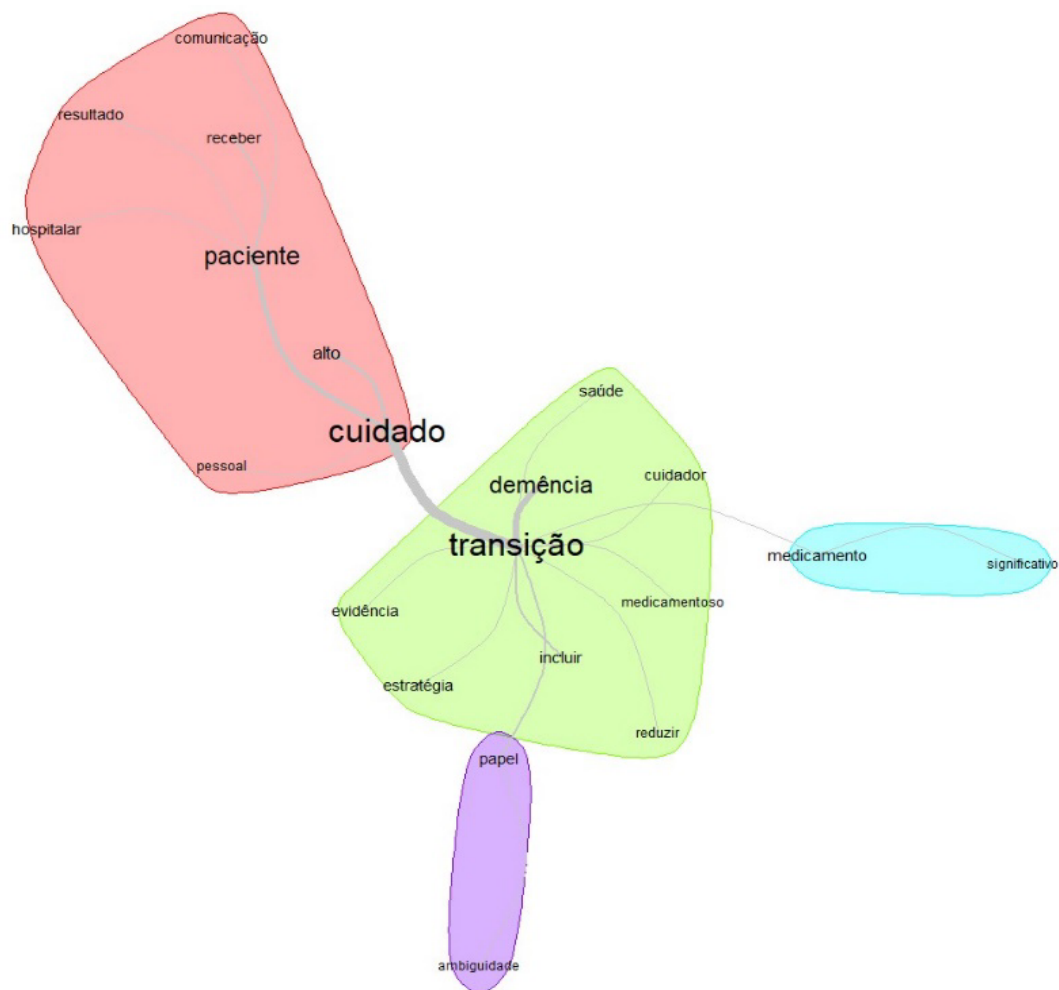 comunicação
resultado
receber
hospitalar
paciente
alto
cuidado
pessoal
saúde
demência
cuidador
transição
medicamento
significativo
evidência
medicamentoso
incluir
estratégia
reduzir
papel
ambiguidade